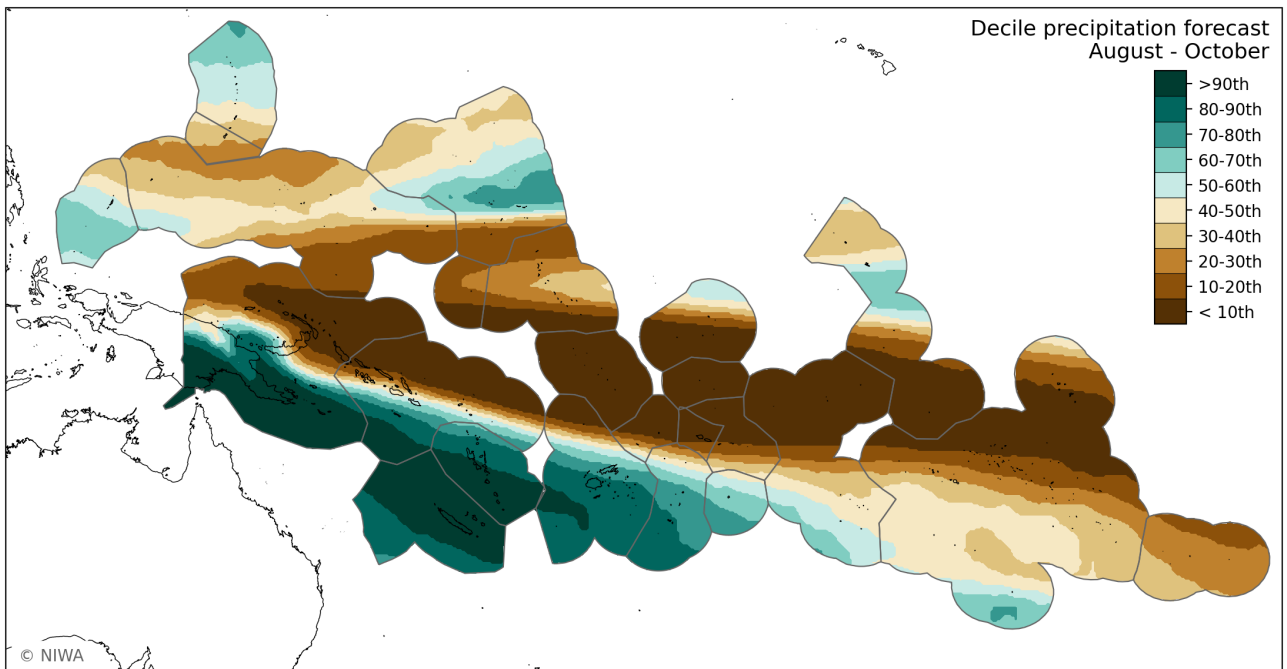 Decile precipitation forecast
August - October
>90th
80-90th
70-80th
60-70th
50-60th
40-50th
30-40th
20-30th
10-20th
< 10th
© NIWA